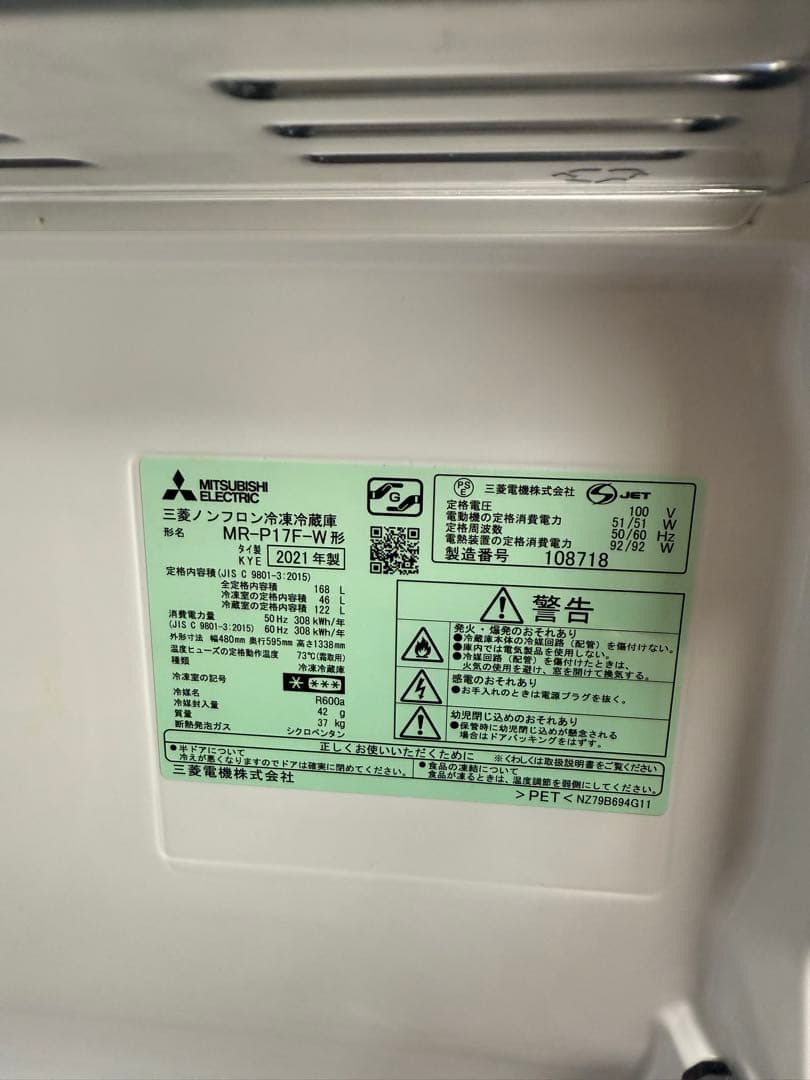 MITSUBISHI
ELECTRIC
三菱ノンフロン冷凍冷蔵庫
形名 MR-P17F-W形
タイ製
KYE 2021年製
定格内容積(JIS C 9801-3:2015)
全定格内容積 168 L
冷凍室の定格内容積 46 L
冷蔵室の定格内容積 122 L
消費電力量 50Hz 308 kWh/年
(JIS C 9801-3:2015) 60Hz 308 kWh/年
外形寸法 幅480mm 奥行595mm 高さ1338mm
温度ヒューズの定格動作温度 73℃(霜取用)
種類 冷凍冷蔵庫
冷凍室の記号 * ***
冷媒名 R600a
冷媒封入量 42 g
質量 37 kg
断熱発泡ガス シクロペンタン
G
PS
E
三菱電機株式会社 JET
定格電圧 100 V
電動機の定格消費電力 51/51 W
定格周波数 50/60 Hz
電熱装置の定格消費電力 92/92 W
製造番号 108718
警告
発火・爆発のおそれあり
●冷蔵庫本体の冷媒回路(配管)を傷付けない。
●庫内では電気製品を使用しない。
●冷媒回路(配管)を傷付けたときは、
火気の使用を避け、窓を開けて換気する。
感電のおそれあり
●お手入れのときは電源プラグを抜く。
幼児閉じ込めのおそれあり
●保管時に幼児閉じ込めが懸念される
場合はドアパッキングをはずす。
正しくお使いいただくために ※くわしくは取扱説明書をご覧ください
●半ドアについて
冷えが悪くなりますのでドアは確実に閉めてください。
●食品の凍結について
食品が凍るときは、温度調節を弱側にしてください。
三菱電機株式会社
>PET< NZ79B694G11